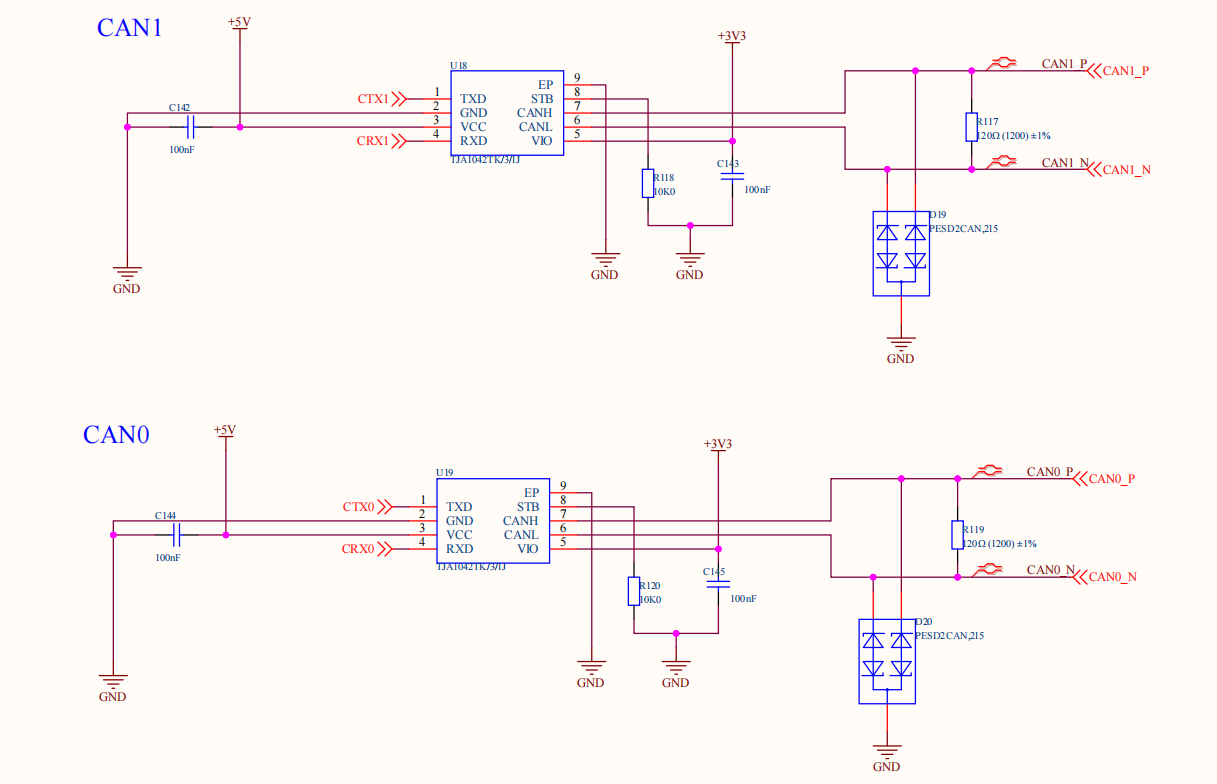 CAN1
+5V
+3V3
U18
CTX1
1
TXD
EP
9
C142
2
GND
STB
8
3
VCC
CANH
7
CRX1
4
RXD
CANL
6
VIO
5
100nF
TJA1042TK/3/1J
R118
10K0
C143
100nF
CAN1_P
CAN1_P
R117
120Ω (1200) ±1%
CAN1_N
CAN1_N
D19
PESD2CAN,215
GND
GND
GND
GND
CAN0
+5V
+3V3
U19
CTX0
1
TXD
EP
9
C144
2
GND
STB
8
3
VCC
CANH
7
CRX0
4
RXD
CANL
6
VIO
5
100nF
TJA1042TK/3/1J
R120
10K0
C145
100nF
CAN0_P
CAN0_P
R119
120Ω (1200) ±1%
CAN0_N
CAN0_N
D20
PESD2CAN,215
GND
GND
GND
GND